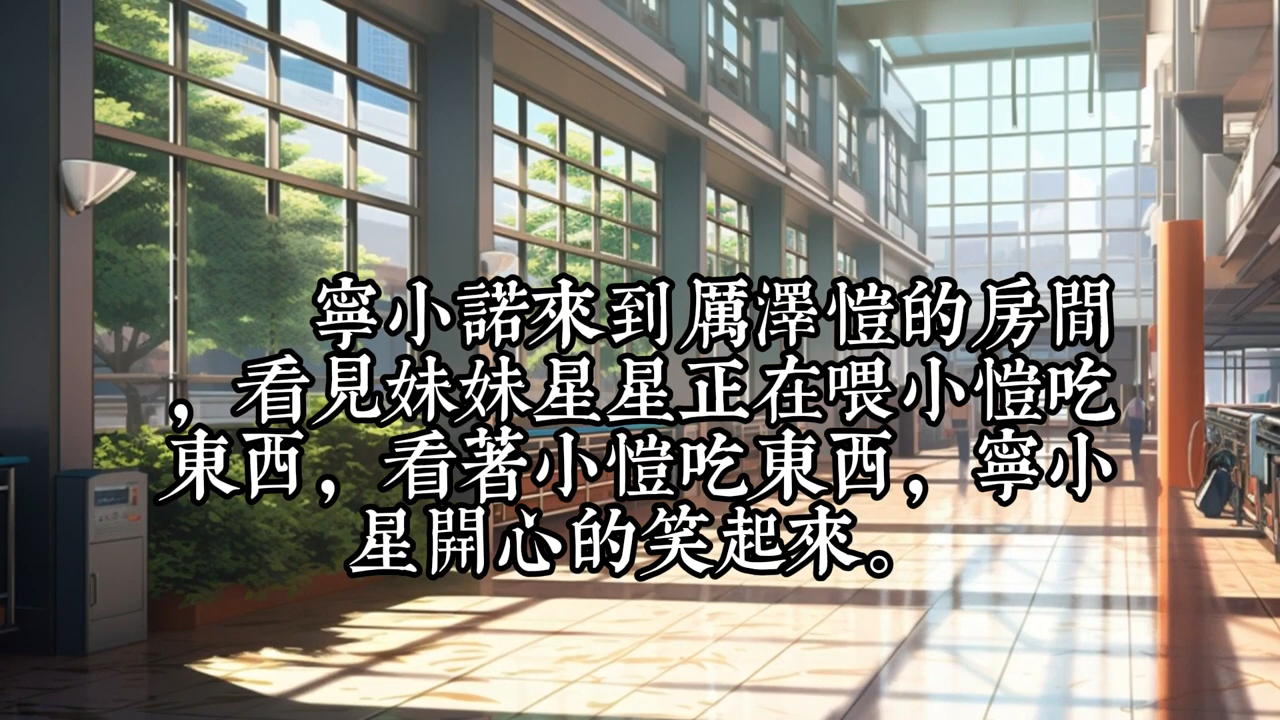 寧小諾來到厲澤愷的房間
，看見妹妹星星正在喂小愷吃
東西，看著小愷吃東西，寧小
星開心的笑起來。